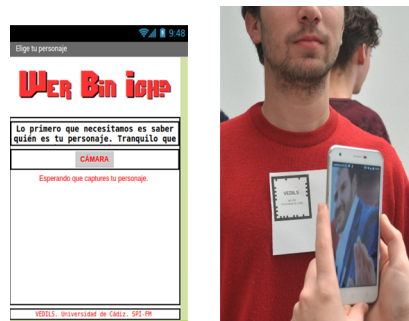 9:48
Elige tu personaje
Wer Bin ich?
Lo primero que necesitamos es saber
quién es tu personaje. Tranquilo que
CÁMARA
Esperando que captures tu personaje.
VEDILS. Universidad de Cádiz. SPI-FM
VEDILS